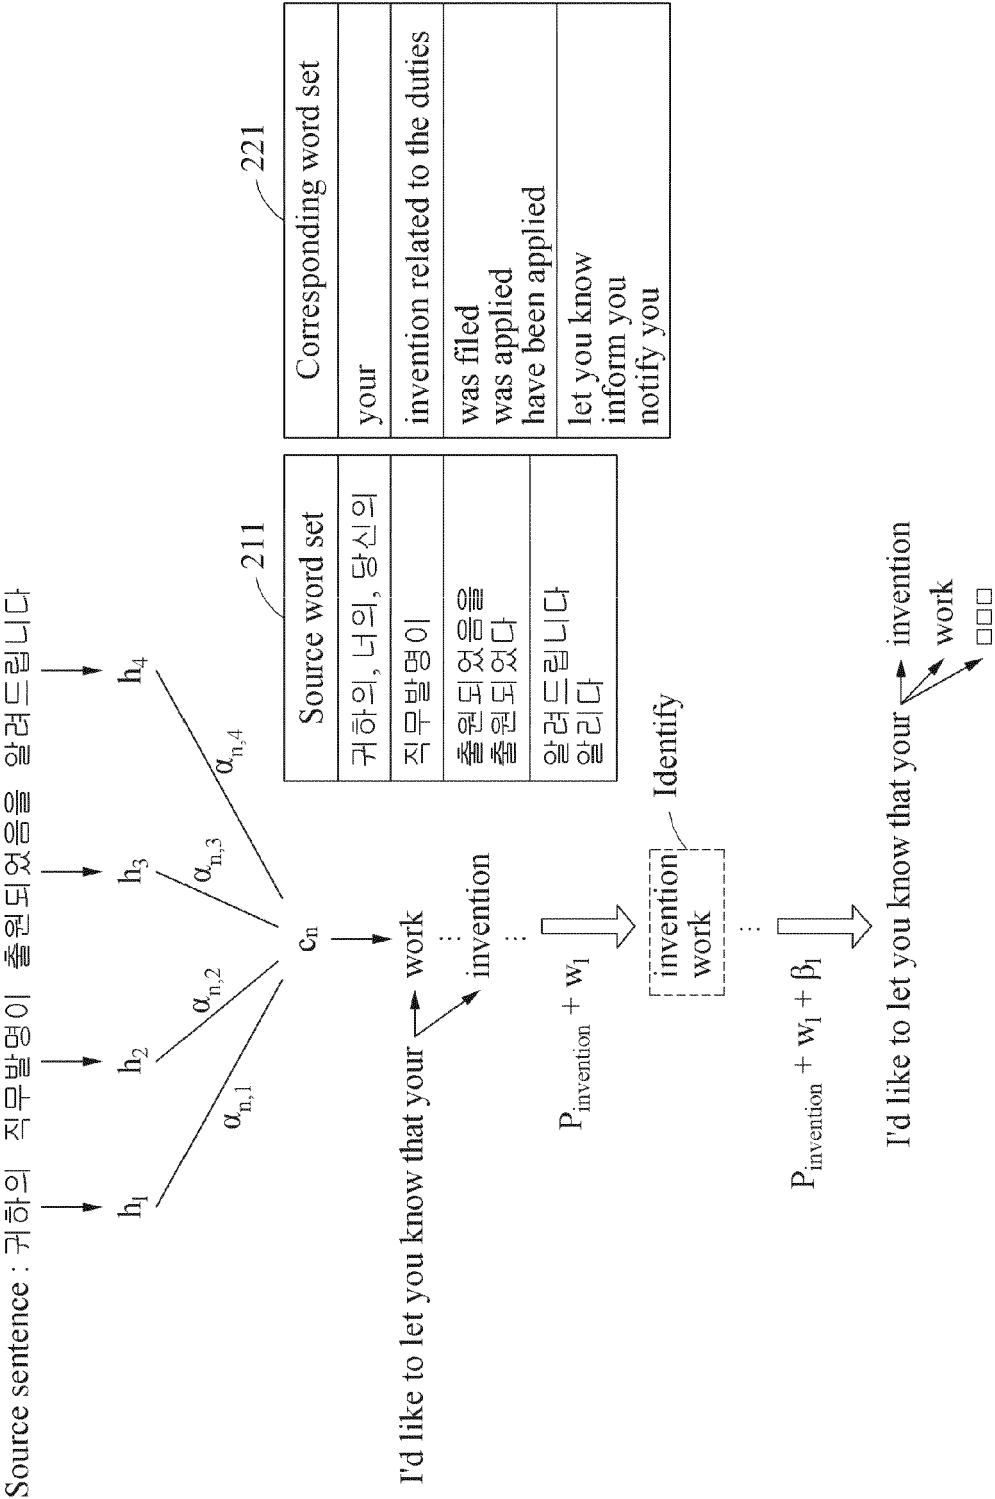 Source sentence : 귀하의 직무발명이 출원되었음을 알려드립니다
h1 h2 h3 h4
αn,1 αn,2 αn,3 αn,4
cn
I'd like to let you know that your work
⋮
invention
⋮
Pinvention + w1
invention
work
Identify
⋮
Pinvention + w1 + β1
I'd like to let you know that your invention
work
□□□
211
Source word set
귀하의, 너의, 당신의
직무발명이
출원되었음을
출원되었다
알려드립니다
알리다
221
Corresponding word set
your
invention related to the duties
was filed
was applied
have been applied
let you know
inform you
notify you